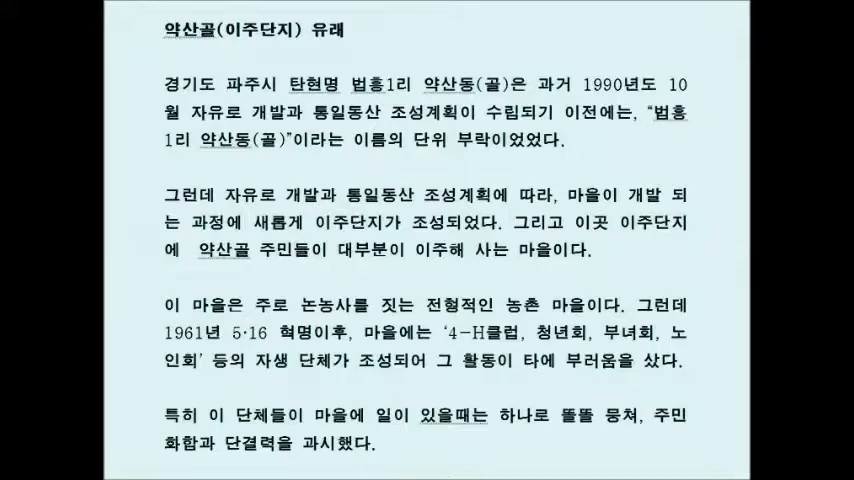 약산골(이주단지) 유래
경기도 파주시 탄현명 법흥1리 약산동(골)은 과거 1990년도 10
월 자유로 개발과 통일동산 조성계획이 수립되기 이전에는, “법흥
1리 약산동(골)”이라는 이름의 단위 부락이었었다.
그런데 자유로 개발과 통일동산 조성계획에 따라, 마을이 개발 되
는 과정에 새롭게 이주단지가 조성되었다. 그리고 이곳 이주단지
에 약산골 주민들이 대부분이 이주해 사는 마을이다.
이 마을은 주로 논농사를 짓는 전형적인 농촌 마을이다. 그런데
1961년 5·16 혁명이후, 마을에는 ‘4-H클럽, 청년회, 부녀회, 노
인회’ 등의 자생 단체가 조성되어 그 활동이 타에 부러움을 샀다.
특히 이 단체들이 마을에 일이 있을때는 하나로 똘똘 뭉쳐, 주민
화합과 단결력을 과시했다.